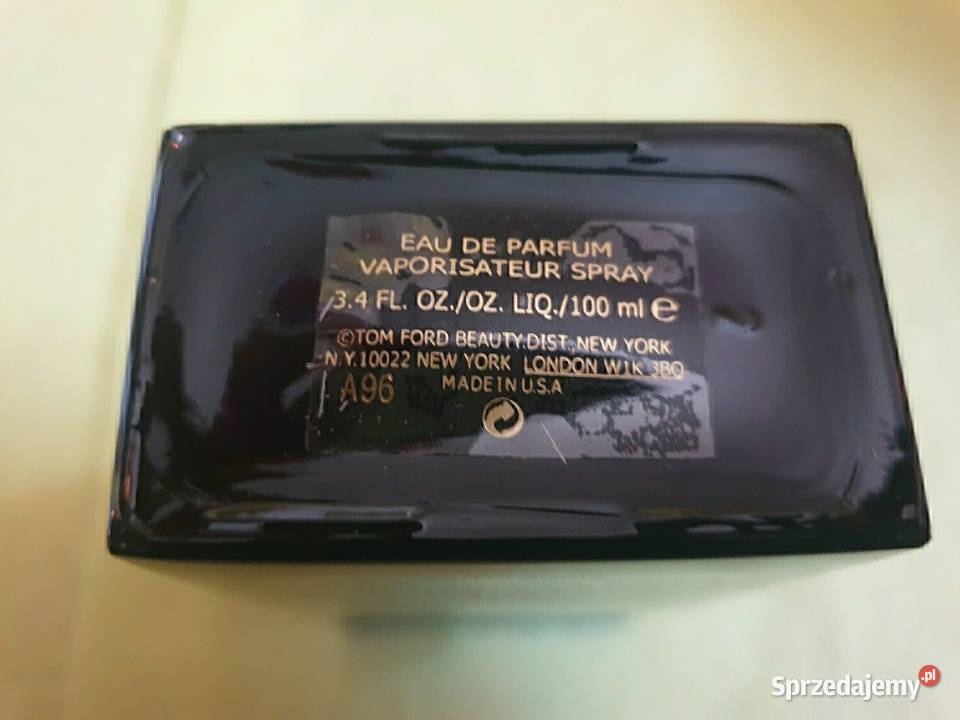 EAU DE PARFUM
VAPORISATEUR SPRAY
3.4 FL. OZ./OZ. LIQ./100 ml ℮
©TOM FORD BEAUTY.DIST.,NEW YORK
N.Y.10022 NEW YORK LONDON W1K 3BQ
A96 MADE IN U.S.A
Sprzedajemy.pl